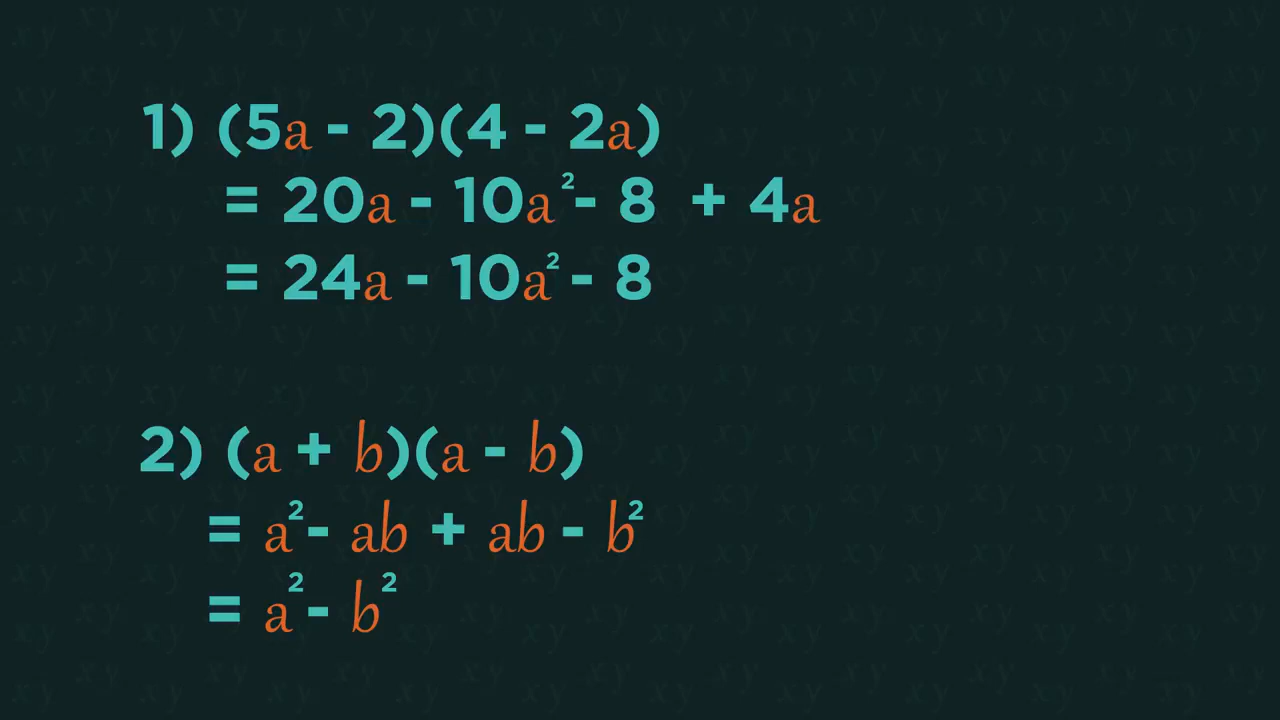 1) (5a - 2)(4 - 2a)
= 20a - 10a² - 8 + 4a
= 24a - 10a² - 8
2) (a + b)(a - b)
= a² - ab + ab - b²
= a² - b²